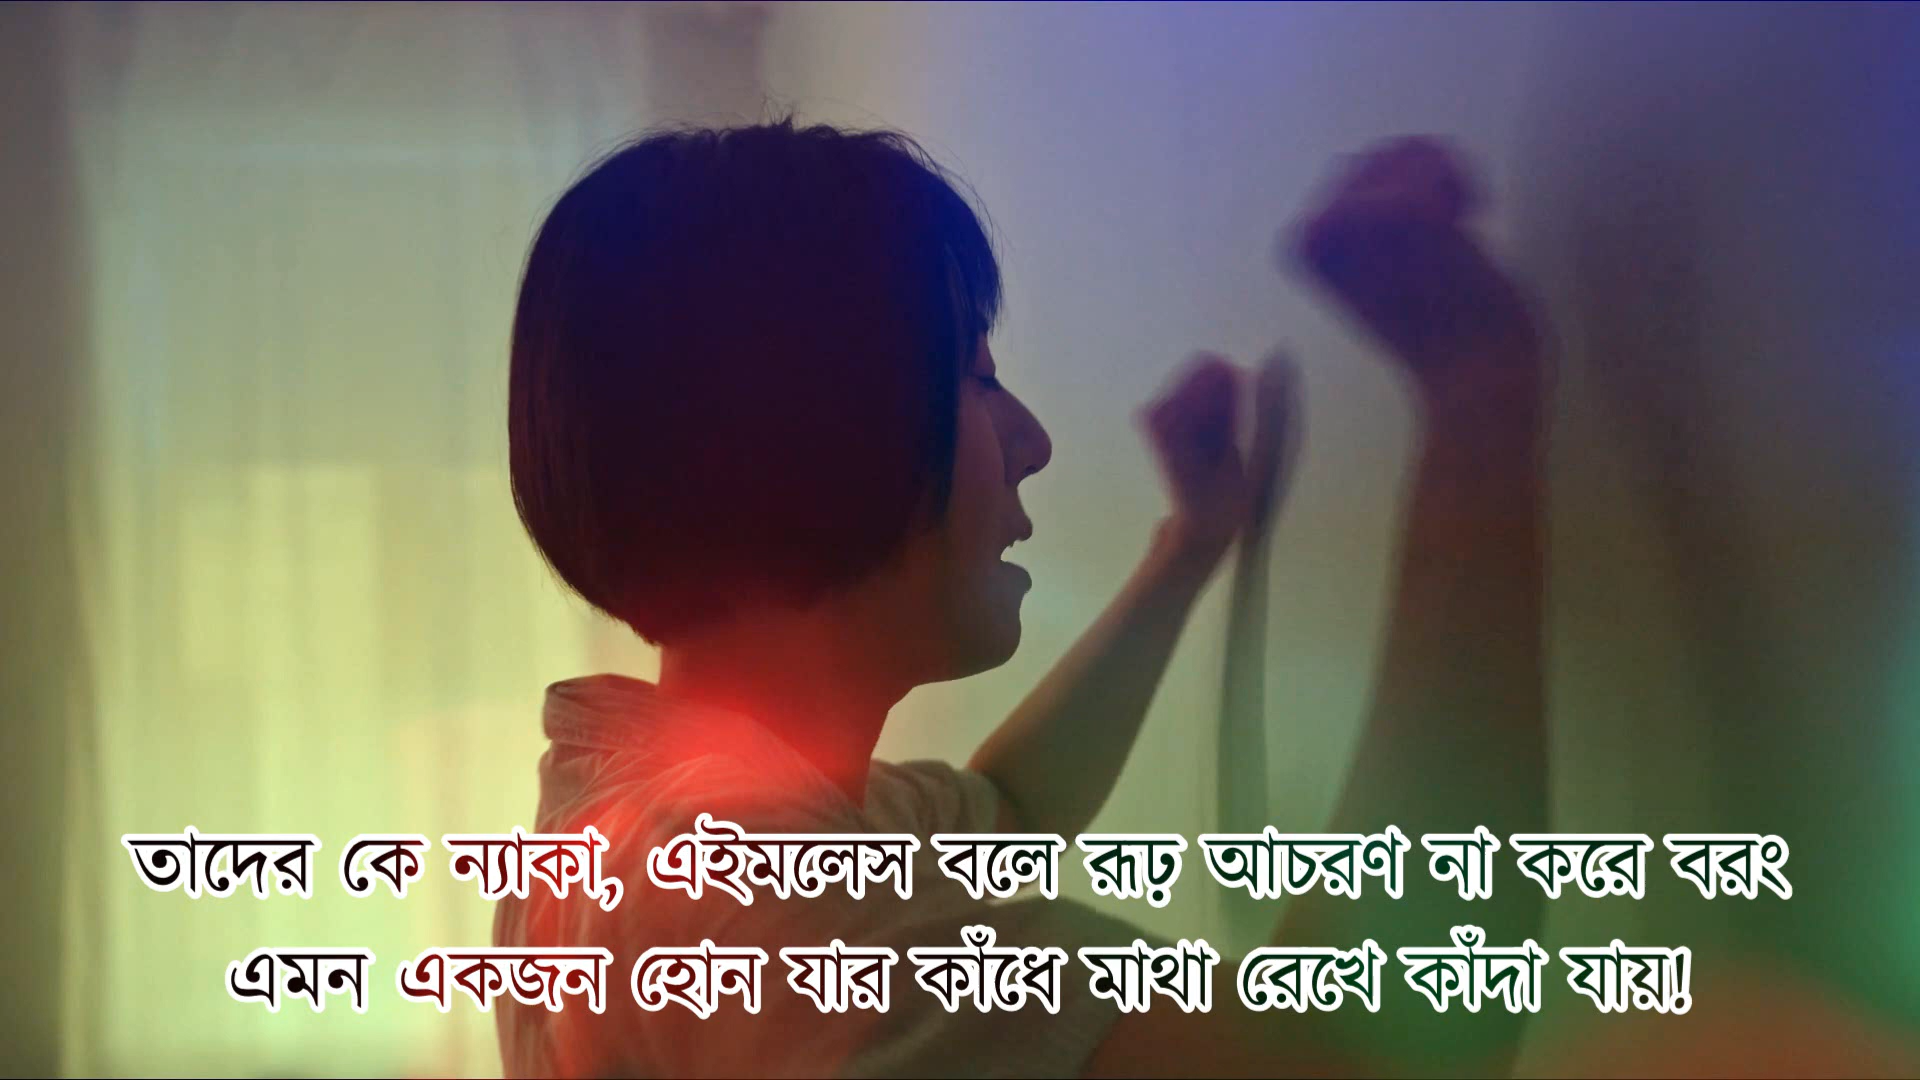 তাদের কে ন্যাকা, এইমলেস বলে রূঢ় আচরণ না করে বরং
এমন একজন হোন যার কাঁধে মাথা রেখে কাঁদা যায়!